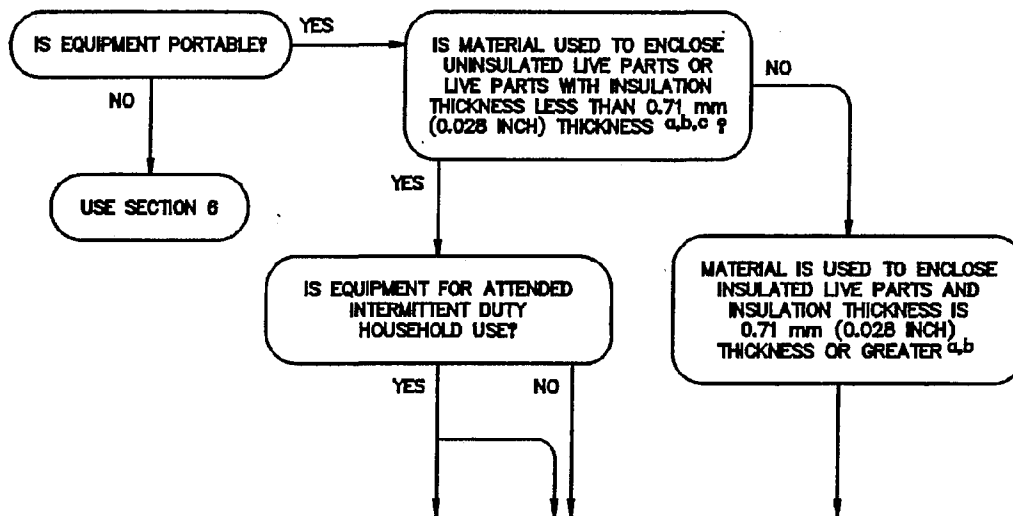 IS EQUIPMENT PORTABLE?
YES
NO
USE SECTION 6
IS MATERIAL USED TO ENCLOSE
UNINSULATED LIVE PARTS OR
LIVE PARTS WITH INSULATION
THICKNESS LESS THAN 0.71 mm
(0.028 INCH) THICKNESS a,b,c ?
NO
YES
IS EQUIPMENT FOR ATTENDED
INTERMITTENT DUTY
HOUSEHOLD USE?
YES
NO
MATERIAL IS USED TO ENCLOSE
INSULATED LIVE PARTS AND
INSULATION THICKNESS IS
0.71 mm (0.028 INCH)
THICKNESS OR GREATER a,b